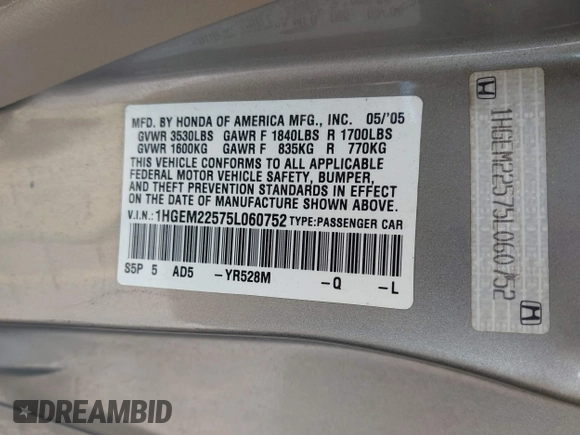 MFD. BY HONDA OF AMERICA MFG., INC. 05/'05
GVWR 3530LBS GAWR F 1840LBS R 1700LBS
GVWR 1600KG GAWR F 835KG R 770KG
THIS VEHICLE CONFORMS TO ALL APPLICABLE
FEDERAL MOTOR VEHICLE SAFETY, BUMPER,
AND THEFT PREVENTION STANDARDS IN EFFECT
ON THE DATE OF MANUFACTURE SHOWN ABOVE.
V.I.N.: 1HGEM22575L060752 TYPE: PASSENGER CAR
S5P 5 AD5 -YR528M -Q -L
1HGEM22575L060752
DREAMBID